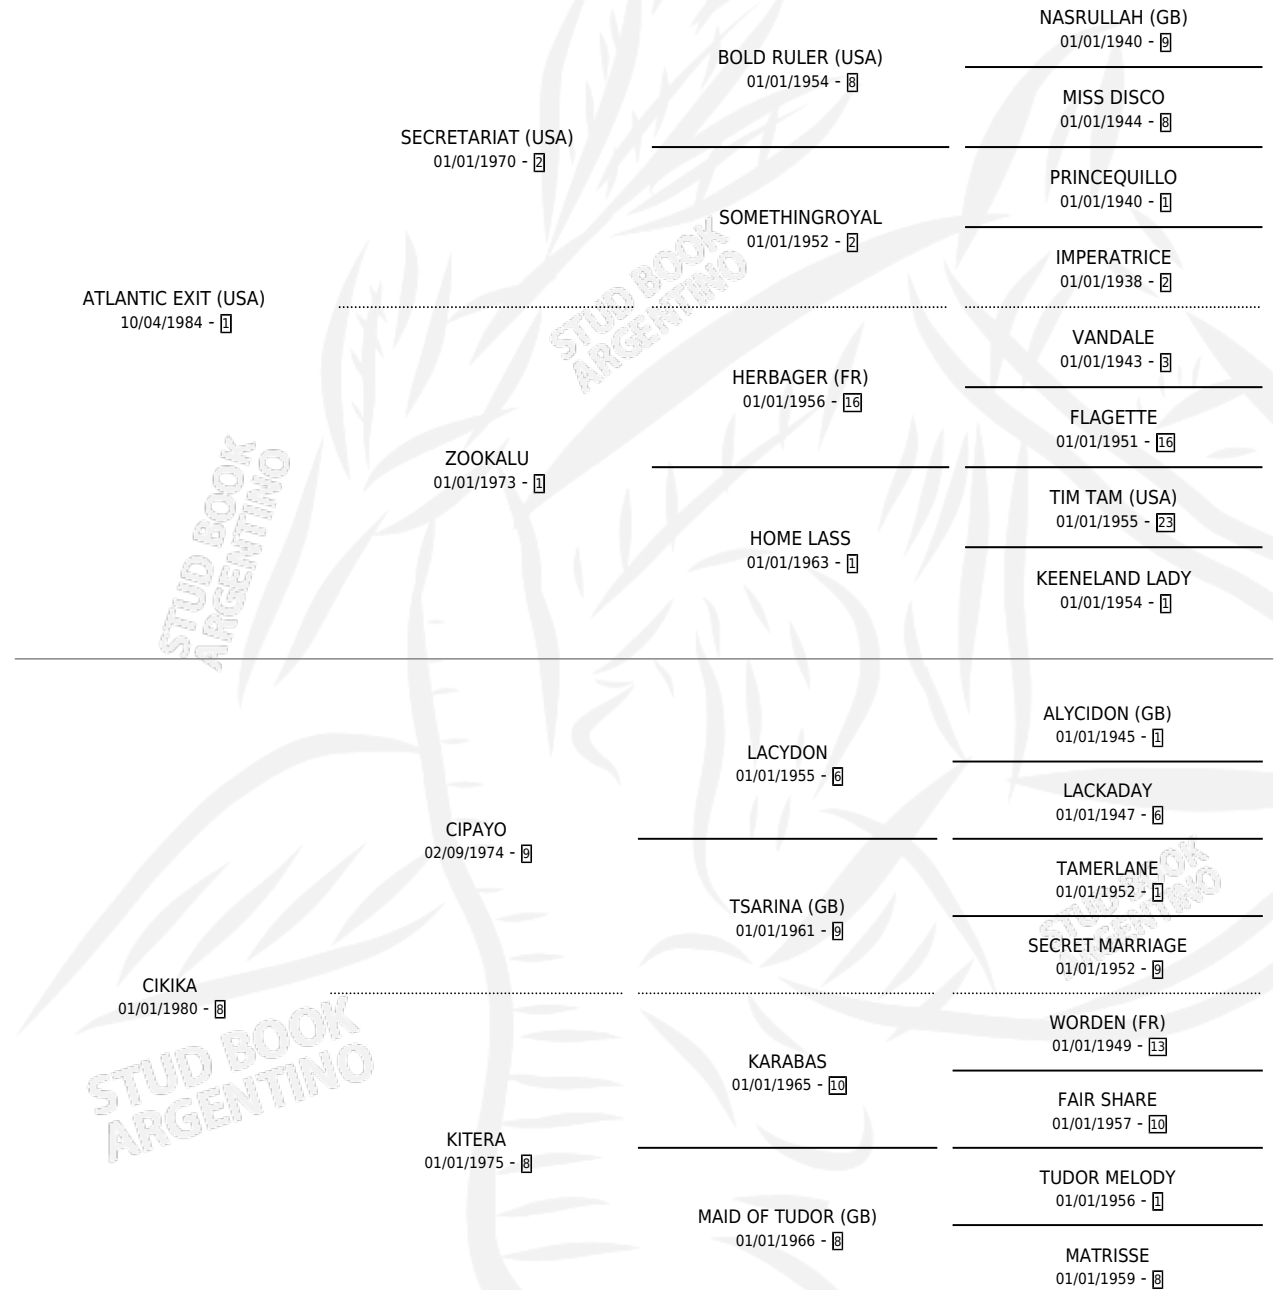 NASRULLAH (GB)
01/01/1940 - 9
BOLD RULER (USA)
01/01/1954 - 8
MISS DISCO
01/01/1944 - 8
SECRETARIAT (USA)
01/01/1970 - 2
PRINCEQUILLO
01/01/1940 - 1
SOMETHINGROYAL
01/01/1952 - 2
IMPERATRICE
01/01/1938 - 2
ATLANTIC EXIT (USA)
10/04/1984 - 1
VANDALE
01/01/1943 - 3
HERBAGER (FR)
01/01/1956 - 16
FLAGETTE
01/01/1951 - 16
ZOOKALU
01/01/1973 - 1
TIM TAM (USA)
01/01/1955 - 23
HOME LASS
01/01/1963 - 1
KEENELAND LADY
01/01/1954 - 1
STUD BOOK
ARGENTINO
STUD BOOK
ARGENTINO
ALYCIDON (GB)
01/01/1945 - 1
LACYDON
01/01/1955 - 6
LACKADAY
01/01/1947 - 6
CIPAYO
02/09/1974 - 9
TAMERLANE
01/01/1952 - 1
TSARINA (GB)
01/01/1961 - 9
SECRET MARRIAGE
01/01/1952 - 9
CIKIKA
01/01/1980 - 8
WORDEN (FR)
01/01/1949 - 13
KARABAS
01/01/1965 - 10
FAIR SHARE
01/01/1957 - 10
KITERA
01/01/1975 - 8
TUDOR MELODY
01/01/1956 - 1
MAID OF TUDOR (GB)
01/01/1966 - 8
MATRISSE
01/01/1959 - 8
STUD BOOK
ARGENTINO
STUD BOOK
ARGENTINO